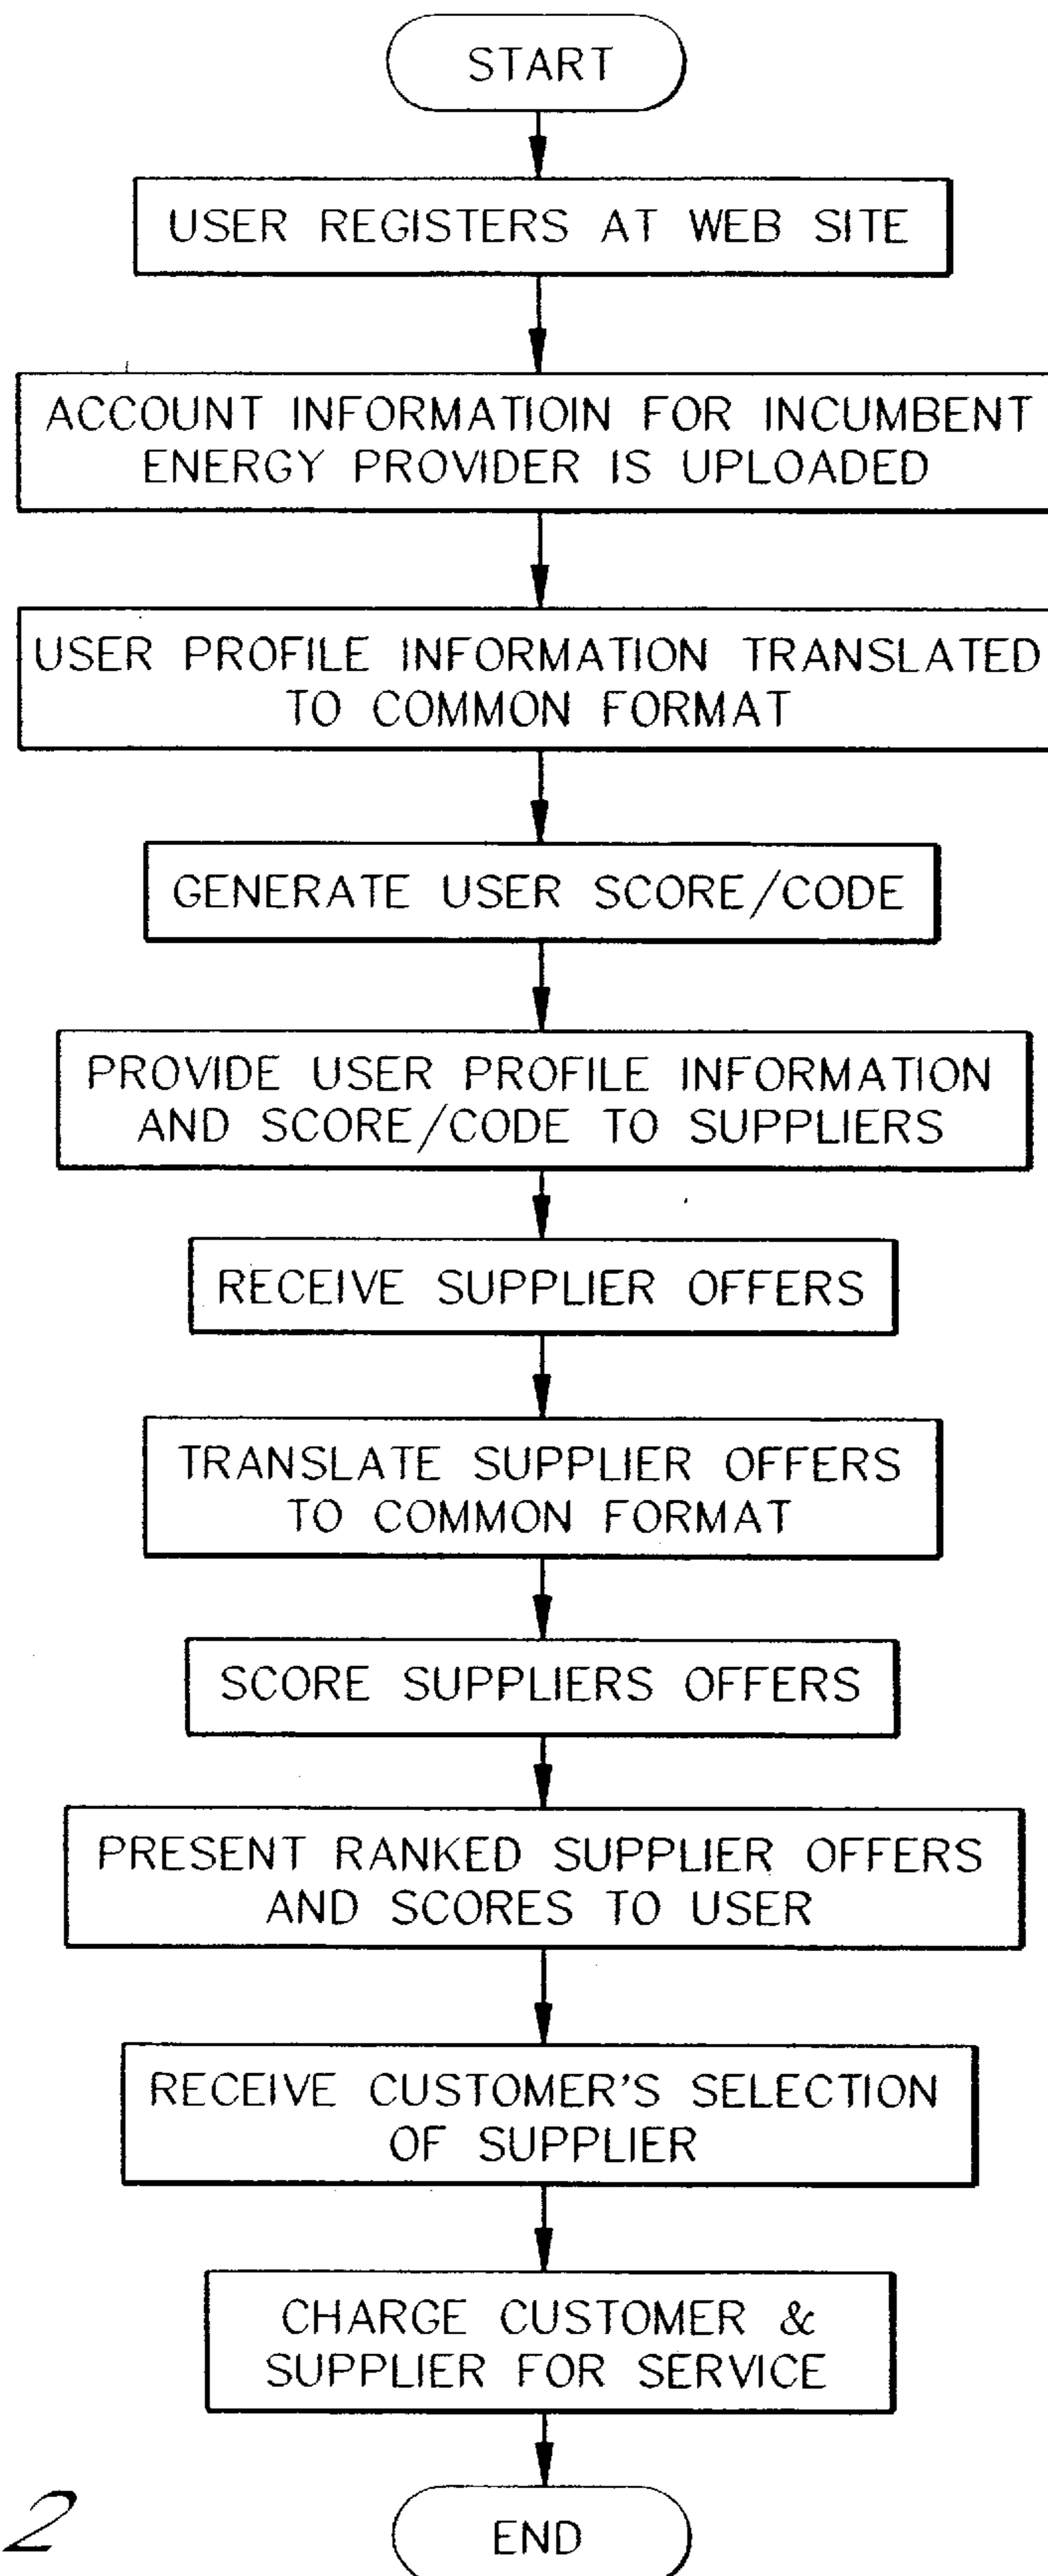 START
USER REGISTERS AT WEB SITE
ACCOUNT INFORMATIOIN FOR INCUMBENT
ENERGY PROVIDER IS UPLOADED
USER PROFILE INFORMATION TRANSLATED
TO COMMON FORMAT
GENERATE USER SCORE/CODE
PROVIDE USER PROFILE INFORMATION
AND SCORE/CODE TO SUPPLIERS
RECEIVE SUPPLIER OFFERS
TRANSLATE SUPPLIER OFFERS
TO COMMON FORMAT
SCORE SUPPLIERS OFFERS
PRESENT RANKED SUPPLIER OFFERS
AND SCORES TO USER
RECEIVE CUSTOMER'S SELECTION
OF SUPPLIER
CHARGE CUSTOMER &
SUPPLIER FOR SERVICE
2
END